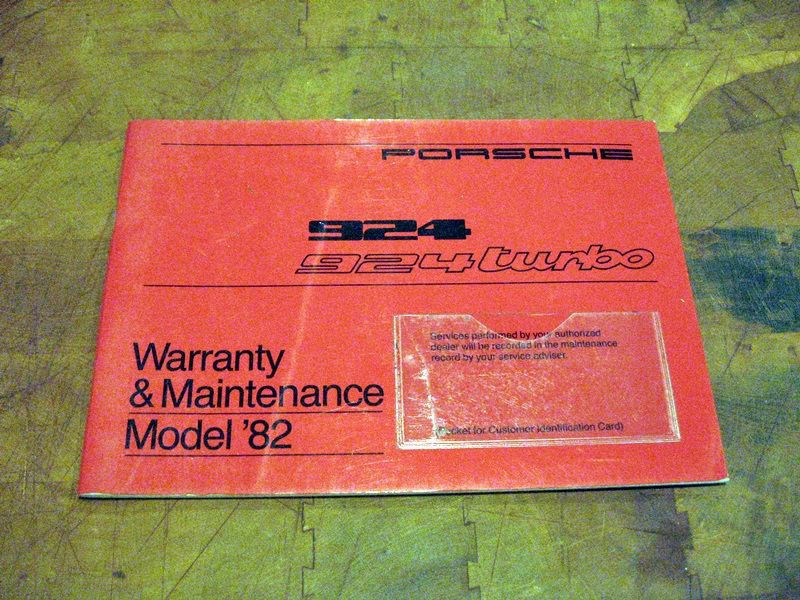 PORSCHE
924
924 turbo
Warranty
& Maintenance
Model '82
Services performed by your authorized
dealer will be recorded in the maintenance
record by your service adviser.
(Pocket for Customer Identification Card)